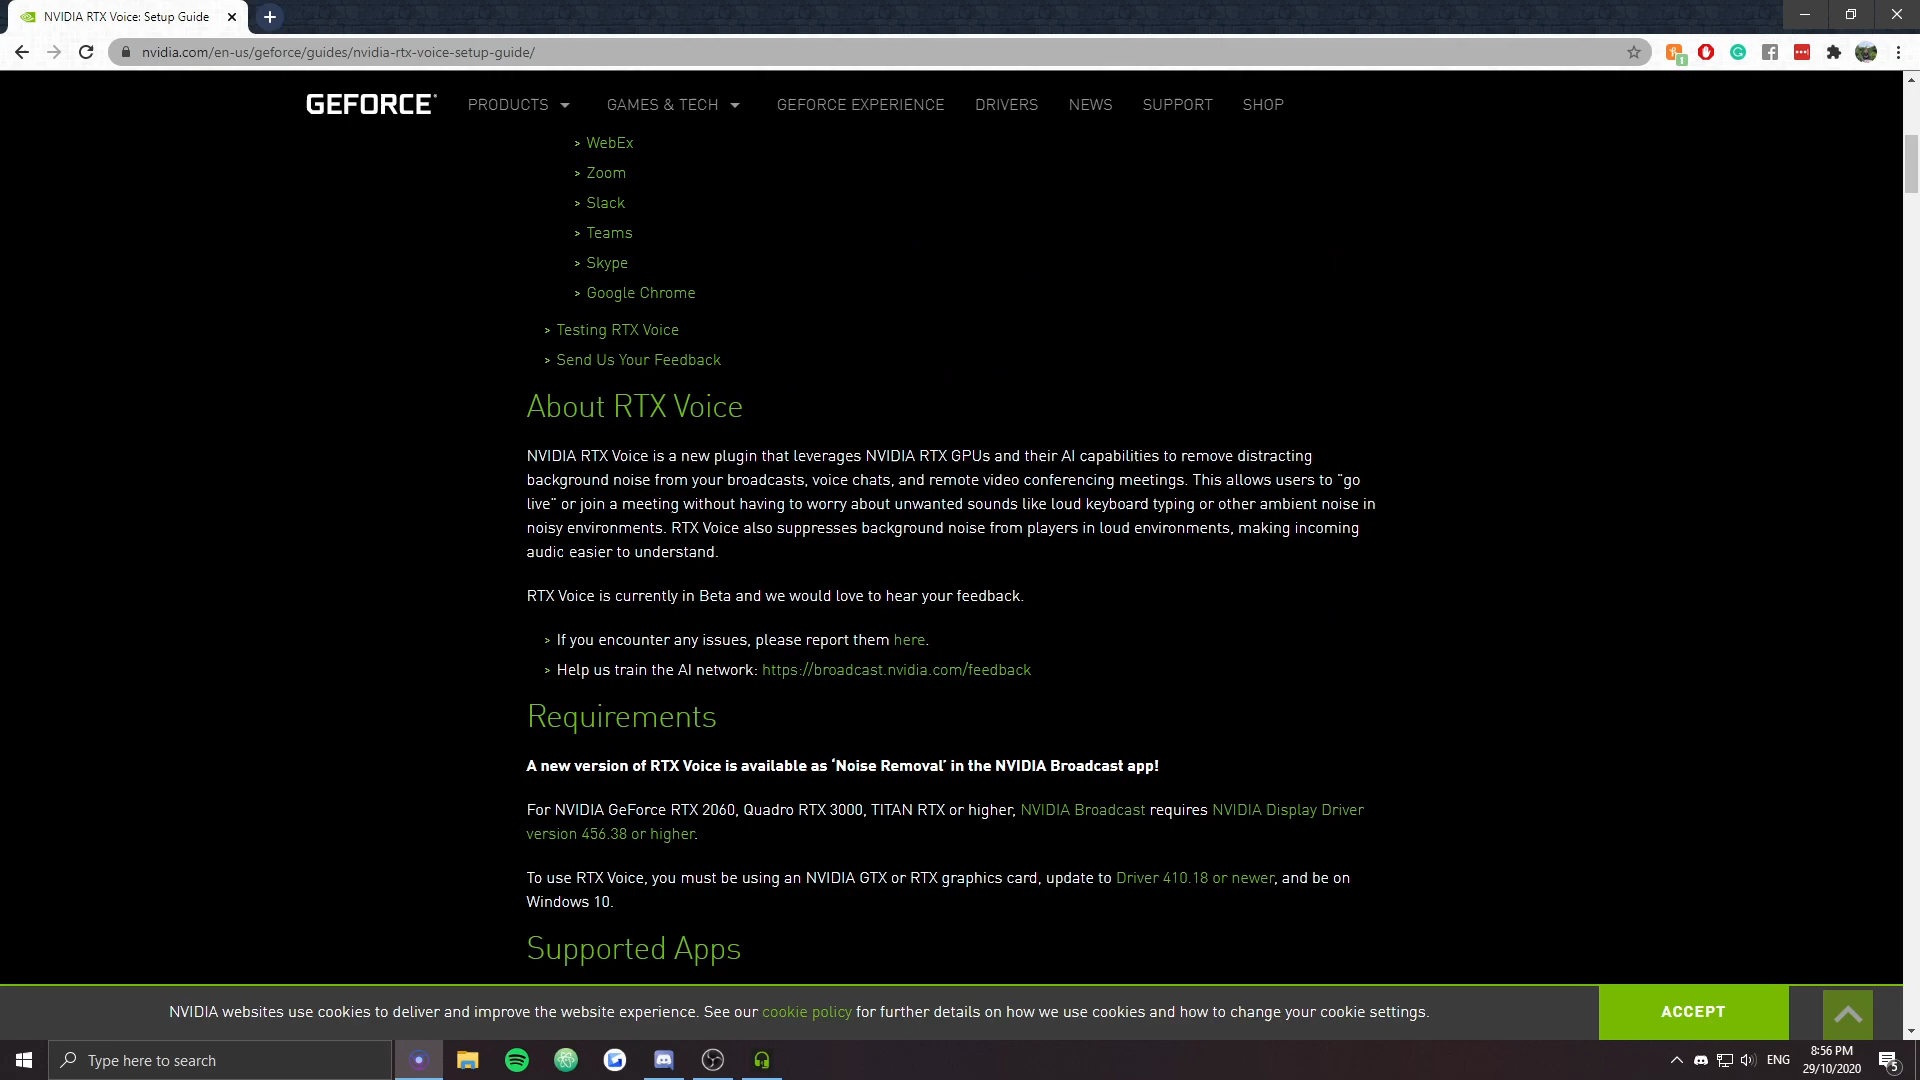 NVIDIA RTX Voice: Setup Guide
nvidia.com/en-us/geforce/guides/nvidia-rtx-voice-setup-guide/
GEFORCE PRODUCTS GAMES & TECH GEFORCE EXPERIENCE DRIVERS NEWS SUPPORT SHOP
> WebEx
> Zoom
> Slack
> Teams
> Skype
> Google Chrome
> Testing RTX Voice
> Send Us Your Feedback
About RTX Voice
NVIDIA RTX Voice is a new plugin that leverages NVIDIA RTX GPUs and their AI capabilities to remove distracting
background noise from your broadcasts, voice chats, and remote video conferencing meetings. This allows users to “go
live” or join a meeting without having to worry about unwanted sounds like loud keyboard typing or other ambient noise in
noisy environments. RTX Voice also suppresses background noise from players in loud environments, making incoming
audio easier to understand.
RTX Voice is currently in Beta and we would love to hear your feedback.
> If you encounter any issues, please report them here.
> Help us train the AI network: https://broadcast.nvidia.com/feedback
Requirements
A new version of RTX Voice is available as ‘Noise Removal’ in the NVIDIA Broadcast app!
For NVIDIA GeForce RTX 2060, Quadro RTX 3000, TITAN RTX or higher, NVIDIA Broadcast requires NVIDIA Display Driver
version 456.38 or higher.
To use RTX Voice, you must be using an NVIDIA GTX or RTX graphics card, update to Driver 410.18 or newer, and be on
Windows 10.
Supported Apps
NVIDIA websites use cookies to deliver and improve the website experience. See our cookie policy for further details on how we use cookies and how to change your cookie settings.
ACCEPT
Type here to search
ENG
8:56 PM
29/10/2020
5